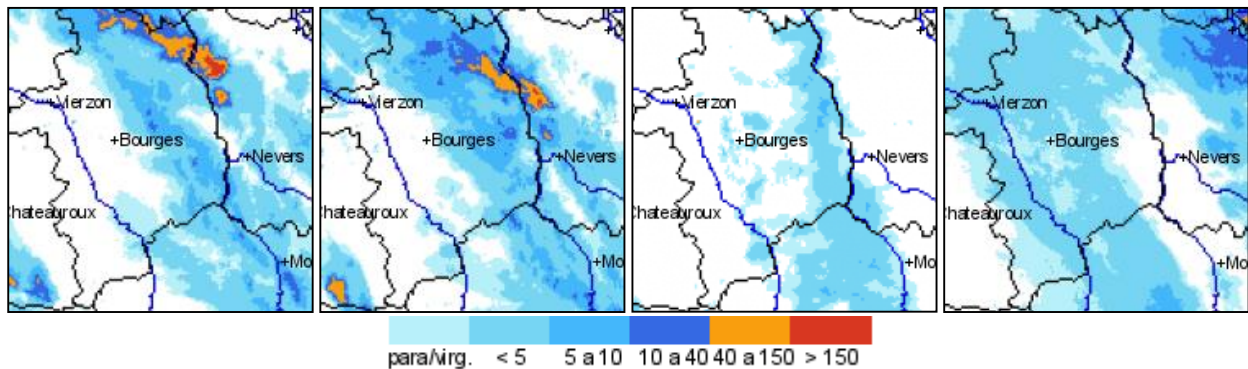 +Vierzon
+Bourges
+Nevers
Chateauroux
+Mo
+Vierzon
+Bourges
+Nevers
Chateauroux
+Mo
+Vierzon
+Bourges
+Nevers
Chateauroux
+Mo
+Vierzon
+Bourges
+Nevers
Chateauroux
+Mo
para/virg. < 5 5 a 10 10 a 40 40 a 150 > 150